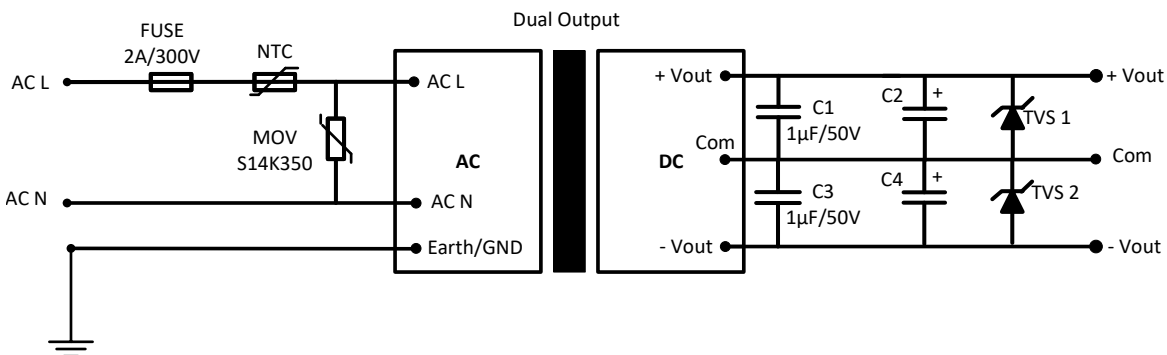 Dual Output
FUSE
2A/300V
NTC
AC L
AC L
+ Vout
C1
1µF/50V
C2
+
TVS 1
+ Vout
MOV
S14K350
AC
Com
DC
Com
AC N
AC N
C3
1µF/50V
C4
+
TVS 2
Earth/GND
- Vout
- Vout